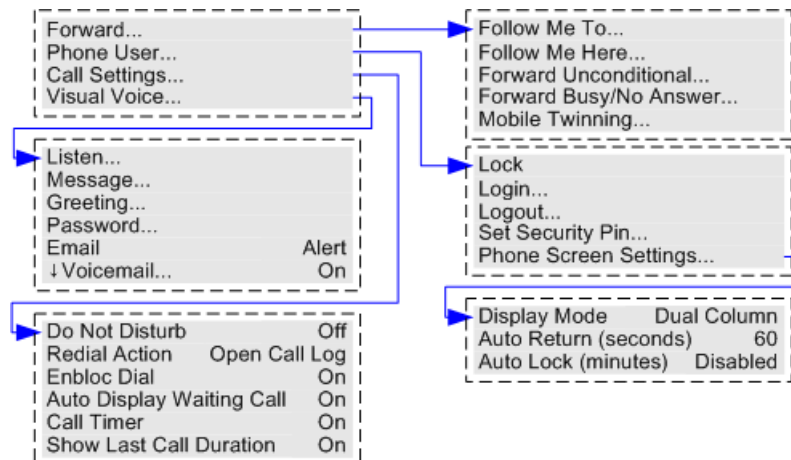 Forward...
Phone User...
Call Settings...
Visual Voice...
Follow Me To...
Follow Me Here...
Forward Unconditional...
Forward Busy/No Answer...
Mobile Twinning...
Listen...
Message...
Greeting...
Password...
Email Alert
↓Voicemail... On
Lock
Login...
Logout...
Set Security Pin...
Phone Screen Settings...
Do Not Disturb Off
Redial Action Open Call Log
Enbloc Dial On
Auto Display Waiting Call On
Call Timer On
Show Last Call Duration On
Display Mode Dual Column
Auto Return (seconds) 60
Auto Lock (minutes) Disabled